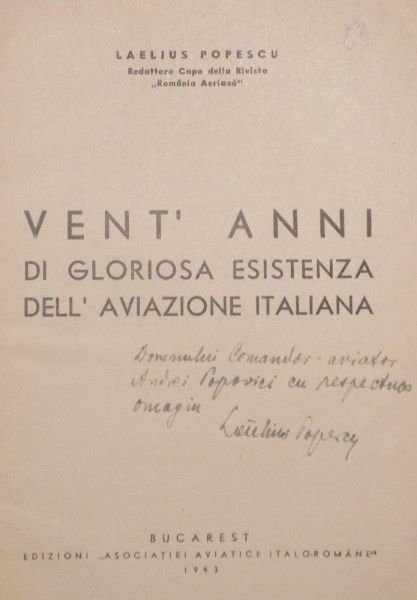 LAELIUS POPESCU
Redattore Capo della Rivista
„România Aeriană"
VENT' ANNI
DI GLORIOSA ESISTENZA
DELL' AVIAZIONE ITALIANA
Domnului Comandor - aviator
Andrei Popovici cu respectuos
omagiu
Laelius Popescu
BUCAREST
EDIZIONI „ASOCIAŢIEI AVIATICE ITALO-ROMÂNE"
1943